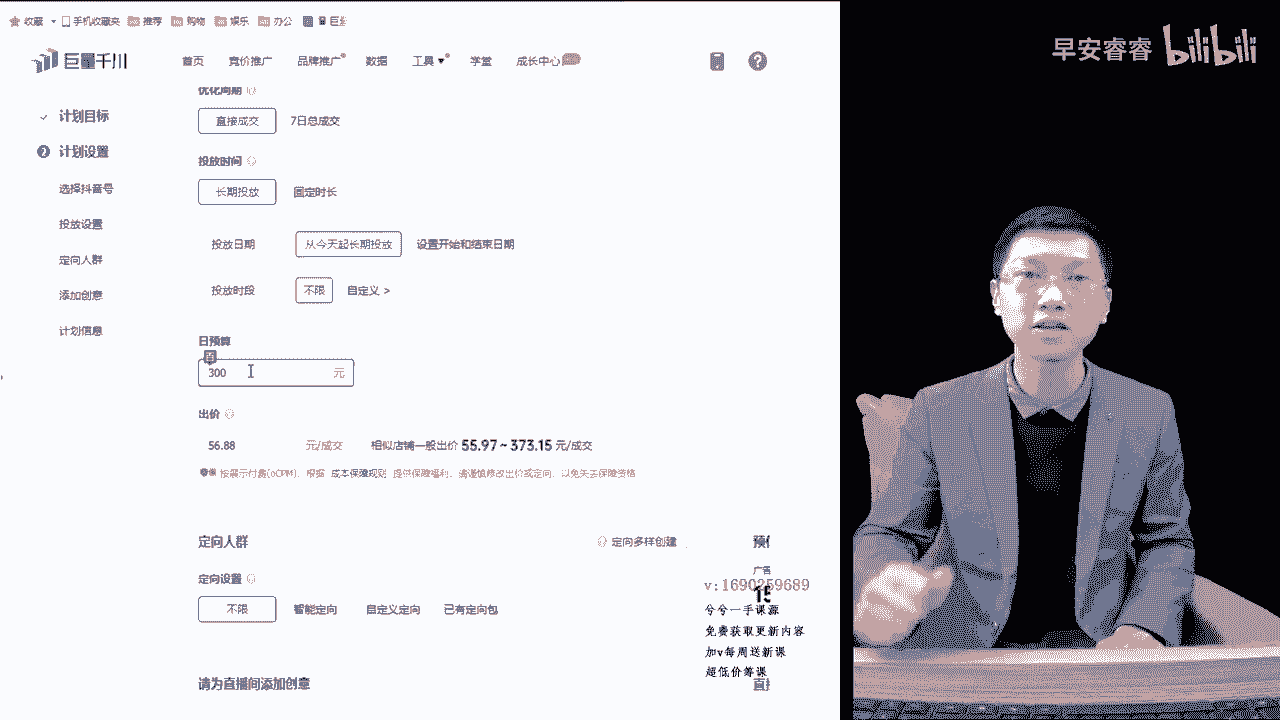 收藏 手机收藏夹 推荐 购物 娱乐 办公
早安睿睿 bilibili
巨量千川 首页 竞价推广 品牌推广 数据 工具 学堂 成长中心
优化周期
计划目标
直接成交 7日总成交
2 计划设置
投放时间
选择抖音号
长期投放 固定时长
投放设置
投放日期 从今天起长期投放 设置开始和结束日期
定向人群
添加创意
投放时段 不限 自定义 >
计划信息
日预算
300 元
出价
56.88 元/成交 相似店铺一般出价 55.97 ~ 373.15 元/成交
按展示付费(oCPM)，根据 成本保障规则 提供保障福利，请谨慎修改出价或定向，以免失去保障资格
定向人群 定向多样创建
定向设置
v:1690259689
不限 智能定向 自定义定向 已有定向包
兮兮一手课源
免费获取更新内容
加v每周送新课
超低价筹课
请为直播间添加创意